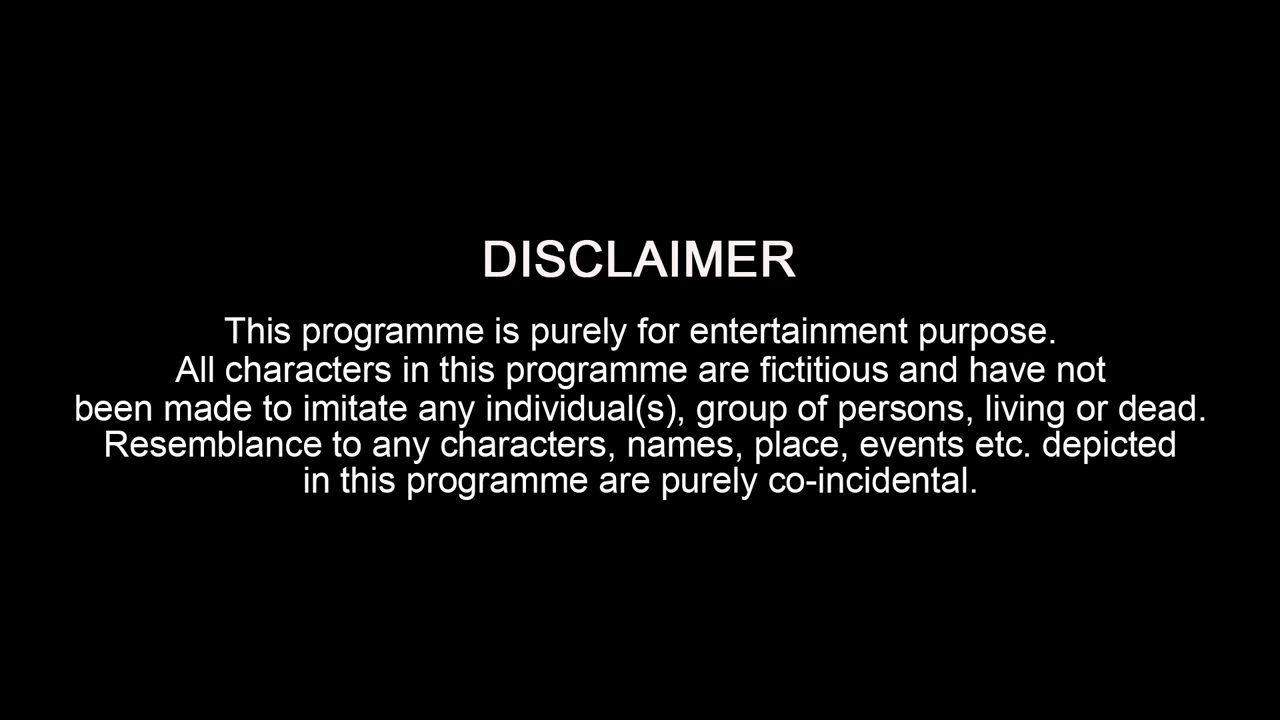 DISCLAIMER
This programme is purely for entertainment purpose.
All characters in this programme are fictitious and have not
been made to imitate any individual(s), group of persons, living or dead.
Resemblance to any characters, names, place, events etc. depicted
in this programme are purely co-incidental.